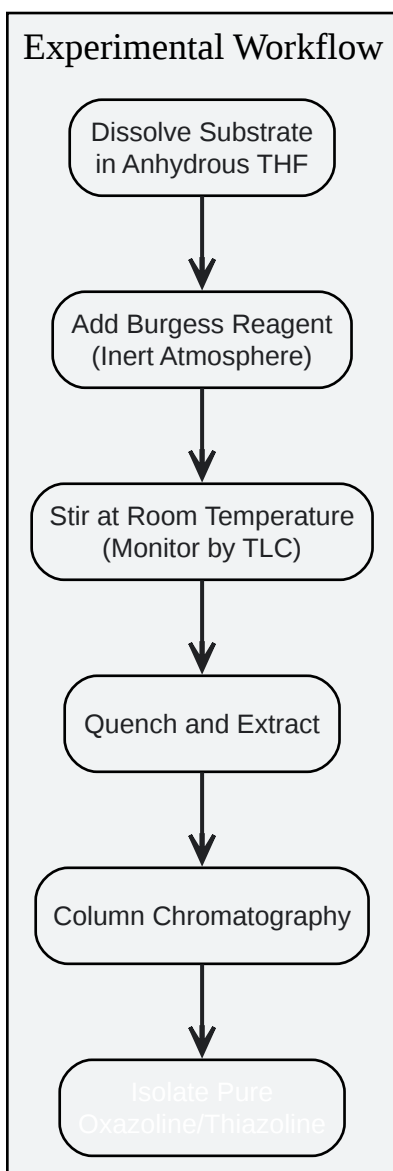 Experimental Workflow
Dissolve Substrate
in Anhydrous THF
Add Burgess Reagent
(Inert Atmosphere)
Stir at Room Temperature
(Monitor by TLC)
Quench and Extract
Column Chromatography
Isolate Pure
Oxazoline/Thiazoline